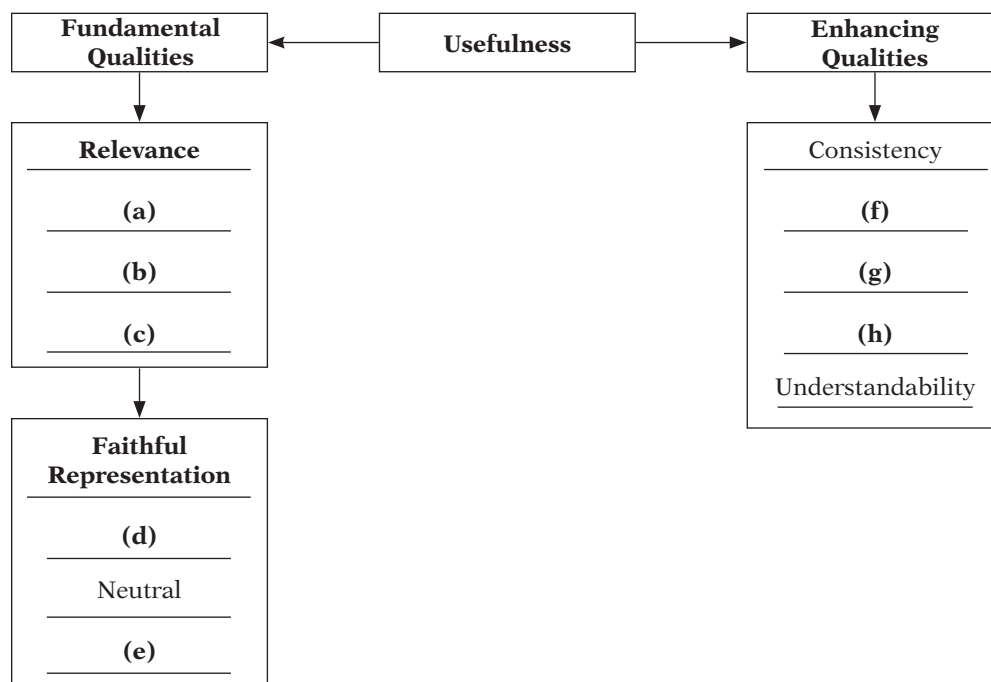 Fundamental
Qualities
Usefulness
Enhancing
Qualities
Relevance
(a)
(b)
(c)
Faithful
Representation
(d)
Neutral
(e)
Consistency
(f)
(g)
(h)
Understandability